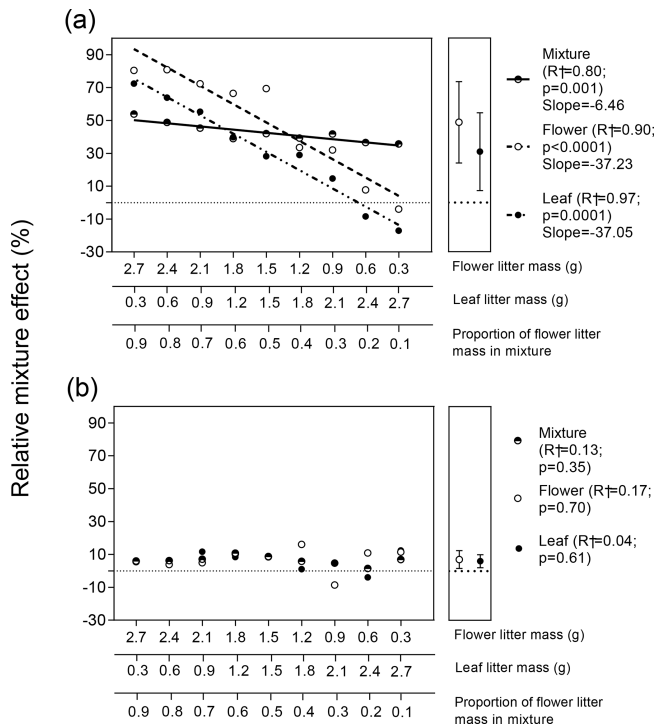 (a)
Relative mixture effect (%)
90
70
50
30
10
-10
-30
2.7 2.4 2.1 1.8 1.5 1.2 0.9 0.6 0.3
Flower litter mass (g)
0.3 0.6 0.9 1.2 1.5 1.8 2.1 2.4 2.7
Leaf litter mass (g)
0.9 0.8 0.7 0.6 0.5 0.4 0.3 0.2 0.1
Proportion of flower litter
mass in mixture
Mixture
(R†=0.80;
p=0.001)
Slope=-6.46
Flower (R†=0.90;
p<0.0001)
Slope=-37.23
Leaf (R†=0.97;
p=0.0001)
Slope=-37.05
(b)
90
70
50
30
10
-10
-30
2.7 2.4 2.1 1.8 1.5 1.2 0.9 0.6 0.3
Flower litter mass (g)
0.3 0.6 0.9 1.2 1.5 1.8 2.1 2.4 2.7
Leaf litter mass (g)
0.9 0.8 0.7 0.6 0.5 0.4 0.3 0.2 0.1
Proportion of flower litter
mass in mixture
Mixture
(R†=0.13;
p=0.35)
Flower (R†=0.17;
p=0.70)
Leaf (R†=0.04;
p=0.61)